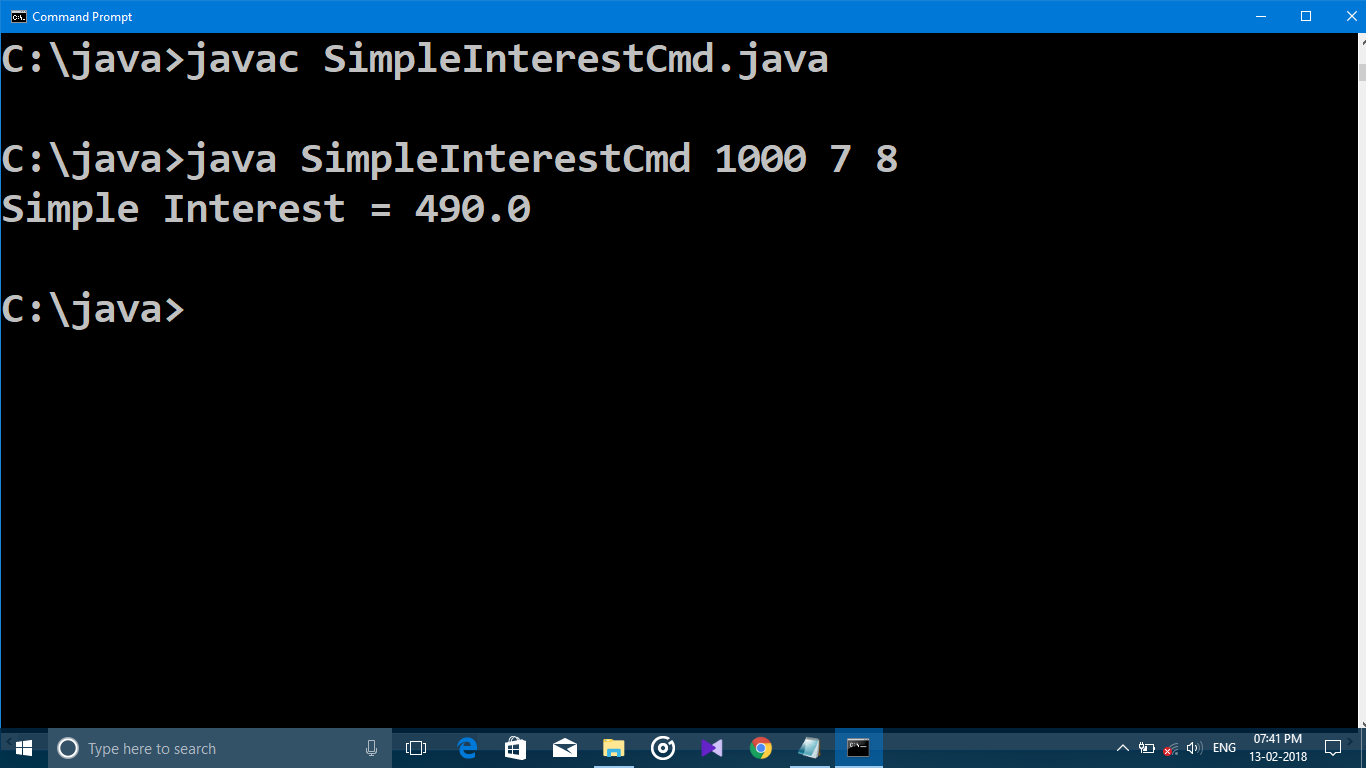 Command Prompt
C:\java>javac SimpleInterestCmd.java
C:\java>java SimpleInterestCmd 1000 7 8
Simple Interest = 490.0
C:\java>
Type here to search
ENG
07:41 PM
13-02-2018